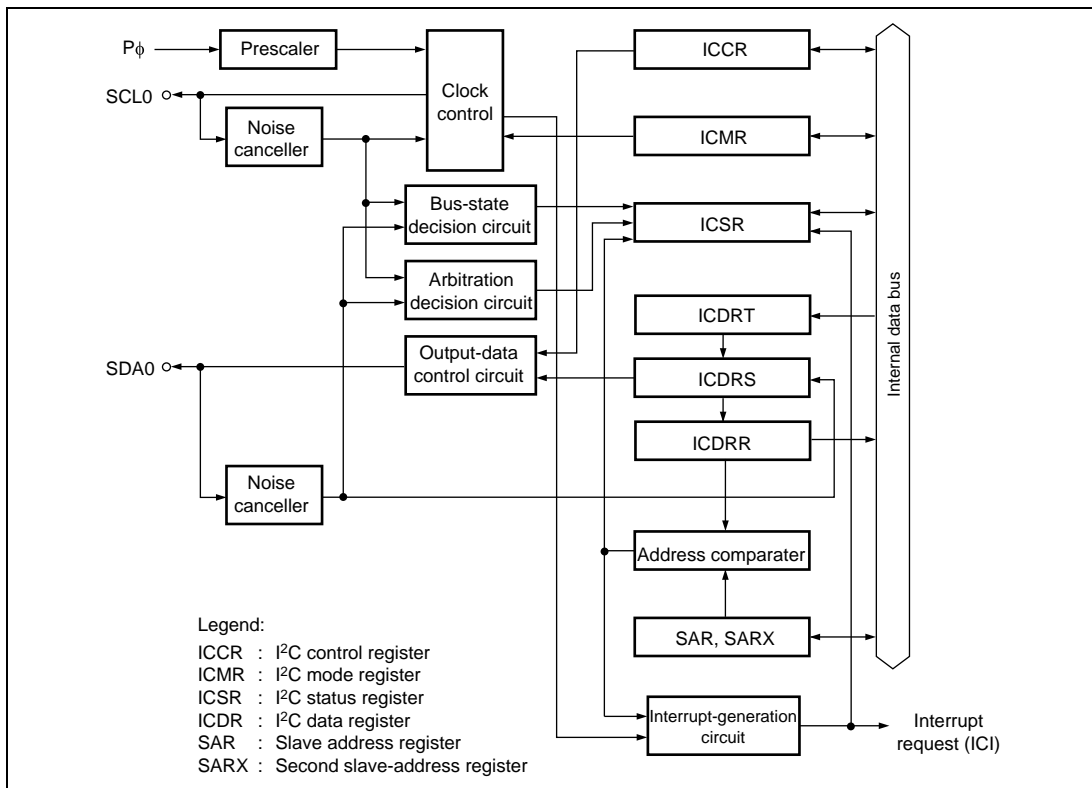 Pϕ
Prescaler
SCL0
Clock
control
Noise
canceller
Bus-state
decision circuit
Arbitration
decision circuit
Output-data
control circuit
SDA0
Noise
canceller
ICCR
ICMR
ICSR
ICDRT
ICDRS
ICDRR
Address comparater
SAR, SARX
Interrupt-generation
circuit
Internal data bus
Interrupt
request (ICI)
Legend:
ICCR : I²C control register
ICMR : I²C mode register
ICSR : I²C status register
ICDR : I²C data register
SAR : Slave address register
SARX : Second slave-address register